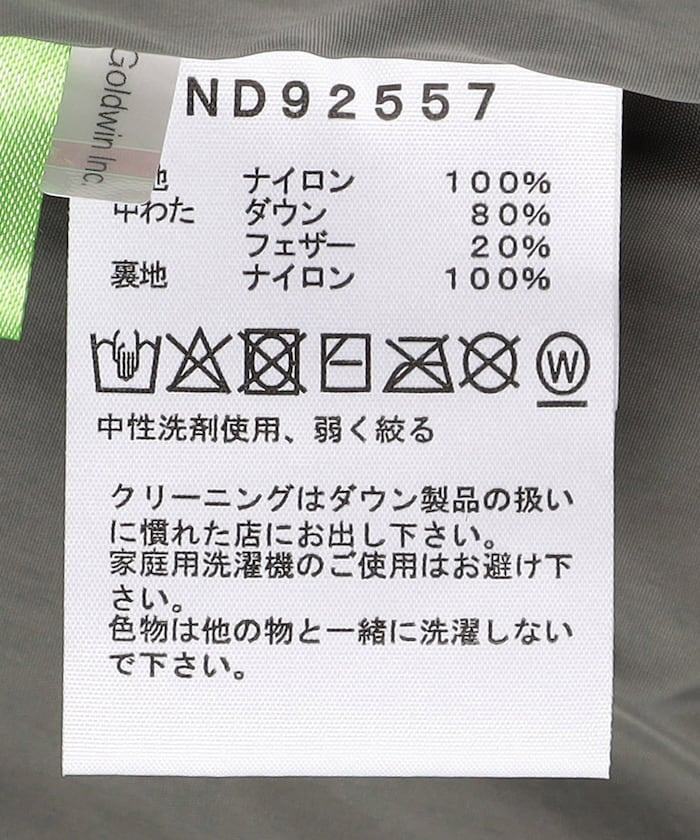 Goldwin Inc
ND92557
地 ナイロン 100%
中わた ダウン 80%
フェザー 20%
裏地 ナイロン 100%
W
中性洗剤使用、弱く絞る
クリーニングはダウン製品の扱い
に慣れた店にお出し下さい。
家庭用洗濯機のご使用はお避け下
さい。
色物は他の物と一緒に洗濯しない
で下さい。